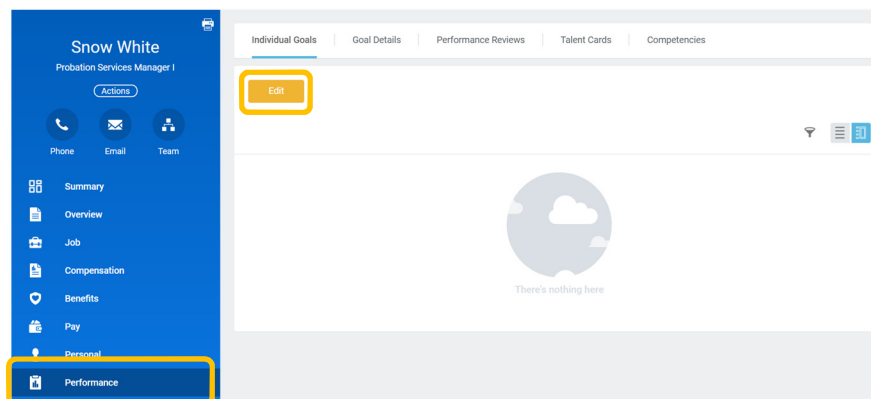 Snow White
Probation Services Manager I
Actions
Phone Email Team
Summary
Overview
Job
Compensation
Benefits
Pay
Personal
Performance
Individual Goals Goal Details Performance Reviews Talent Cards Competencies
Edit
There's nothing here